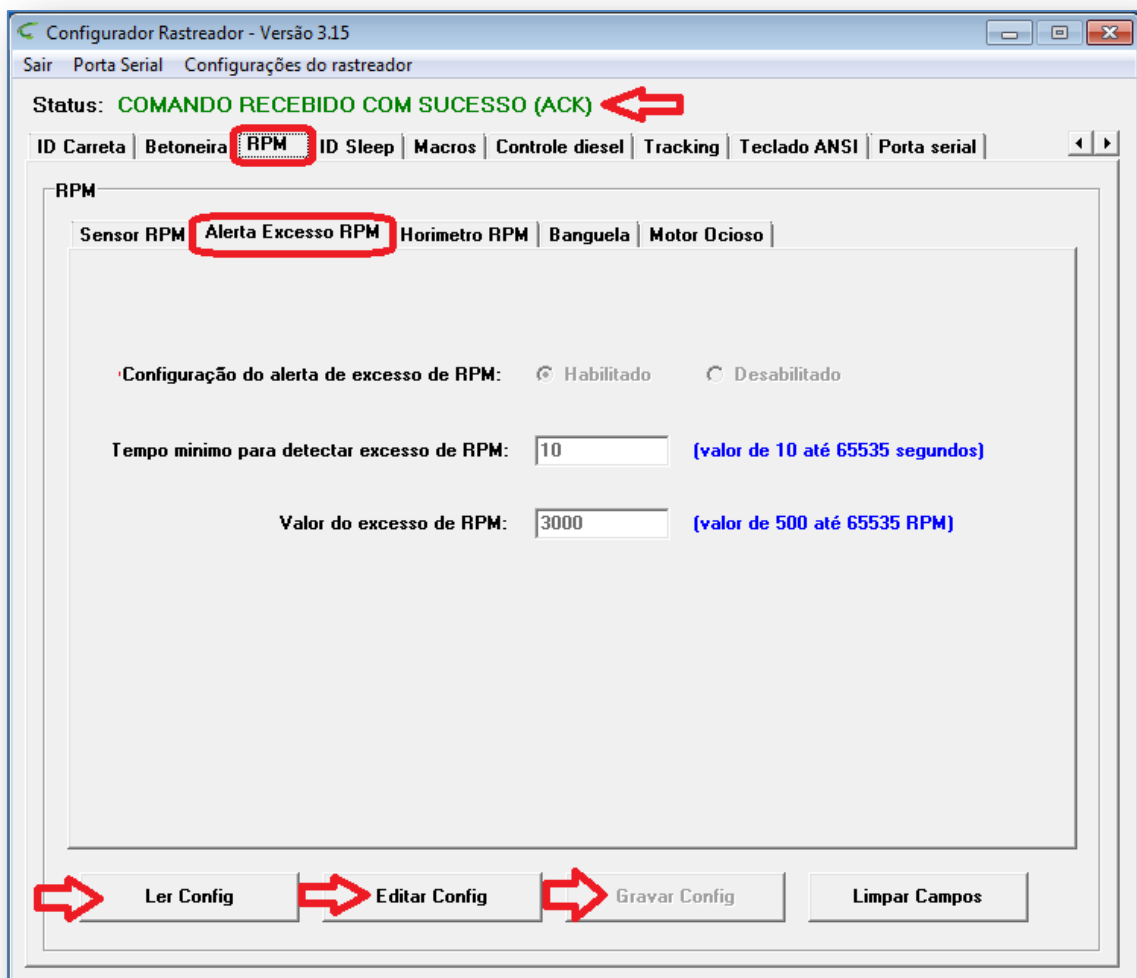 Configurador Rastreador - Versão 3.15
Sair Porta Serial Configurações do rastreador
Status: COMANDO RECEBIDO COM SUCESSO (ACK)
ID Carreta Betoneira RPM ID Sleep Macros Controle diesel Tracking Teclado ANSI Porta serial
RPM
Sensor RPM Alerta Excesso RPM Horimetro RPM Banguela Motor Ocioso
Configuração do alerta de excesso de RPM: Habilitado Desabilitado
Tempo minimo para detectar excesso de RPM: 10 (valor de 10 até 65535 segundos)
Valor do excesso de RPM: 3000 (valor de 500 até 65535 RPM)
Ler Config Editar Config Gravar Config Limpar Campos